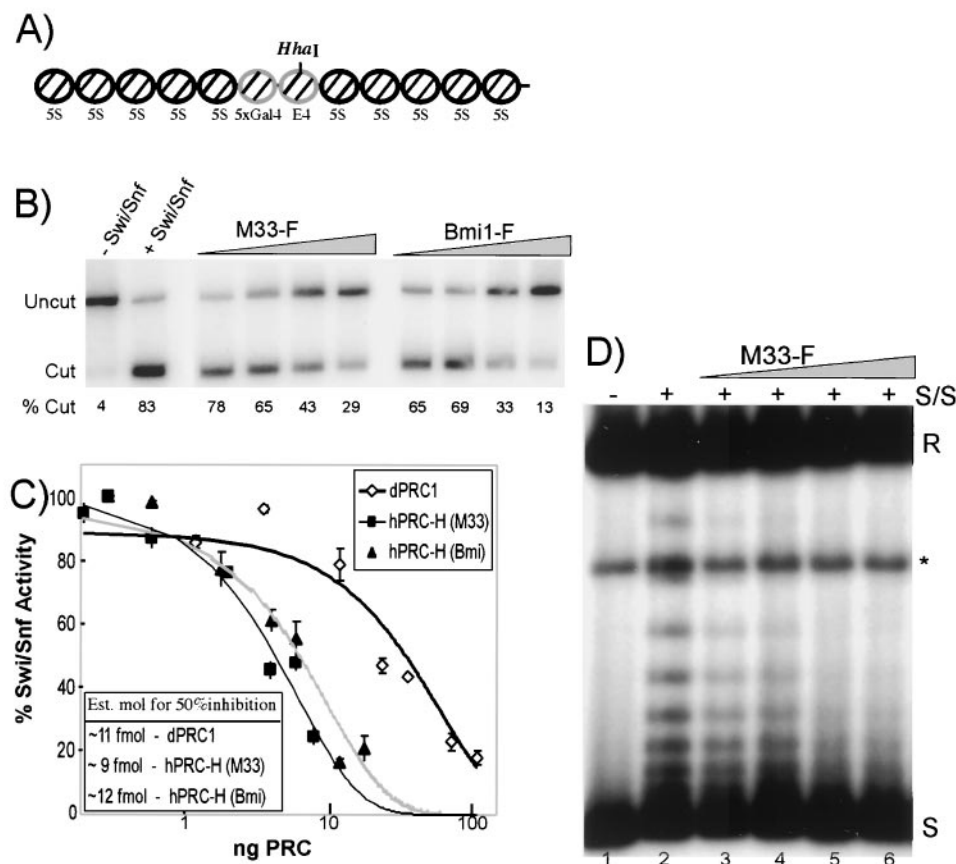 A)
HhaI
5S 5S 5S 5S 5S 5xGal-4 E-4 5S 5S 5S 5S 5S
B)
- Swi/Snf
+ Swi/Snf
M33-F
Bmi1-F
Uncut
Cut
% Cut 4 83 78 65 43 29 65 69 33 13
C)
100
80
60
40
20
0
% Swi/Snf Activity
dPRC1
hPRC-H (M33)
hPRC-H (Bmi)
Est. mol for 50%inhibition
~11 fmol - dPRC1
~ 9 fmol - hPRC-H (M33)
~12 fmol - hPRC-H (Bmi)
1 10 100
ng PRC
D)
M33-F
- + + + + + S/S
R
*
S
1 2 3 4 5 6